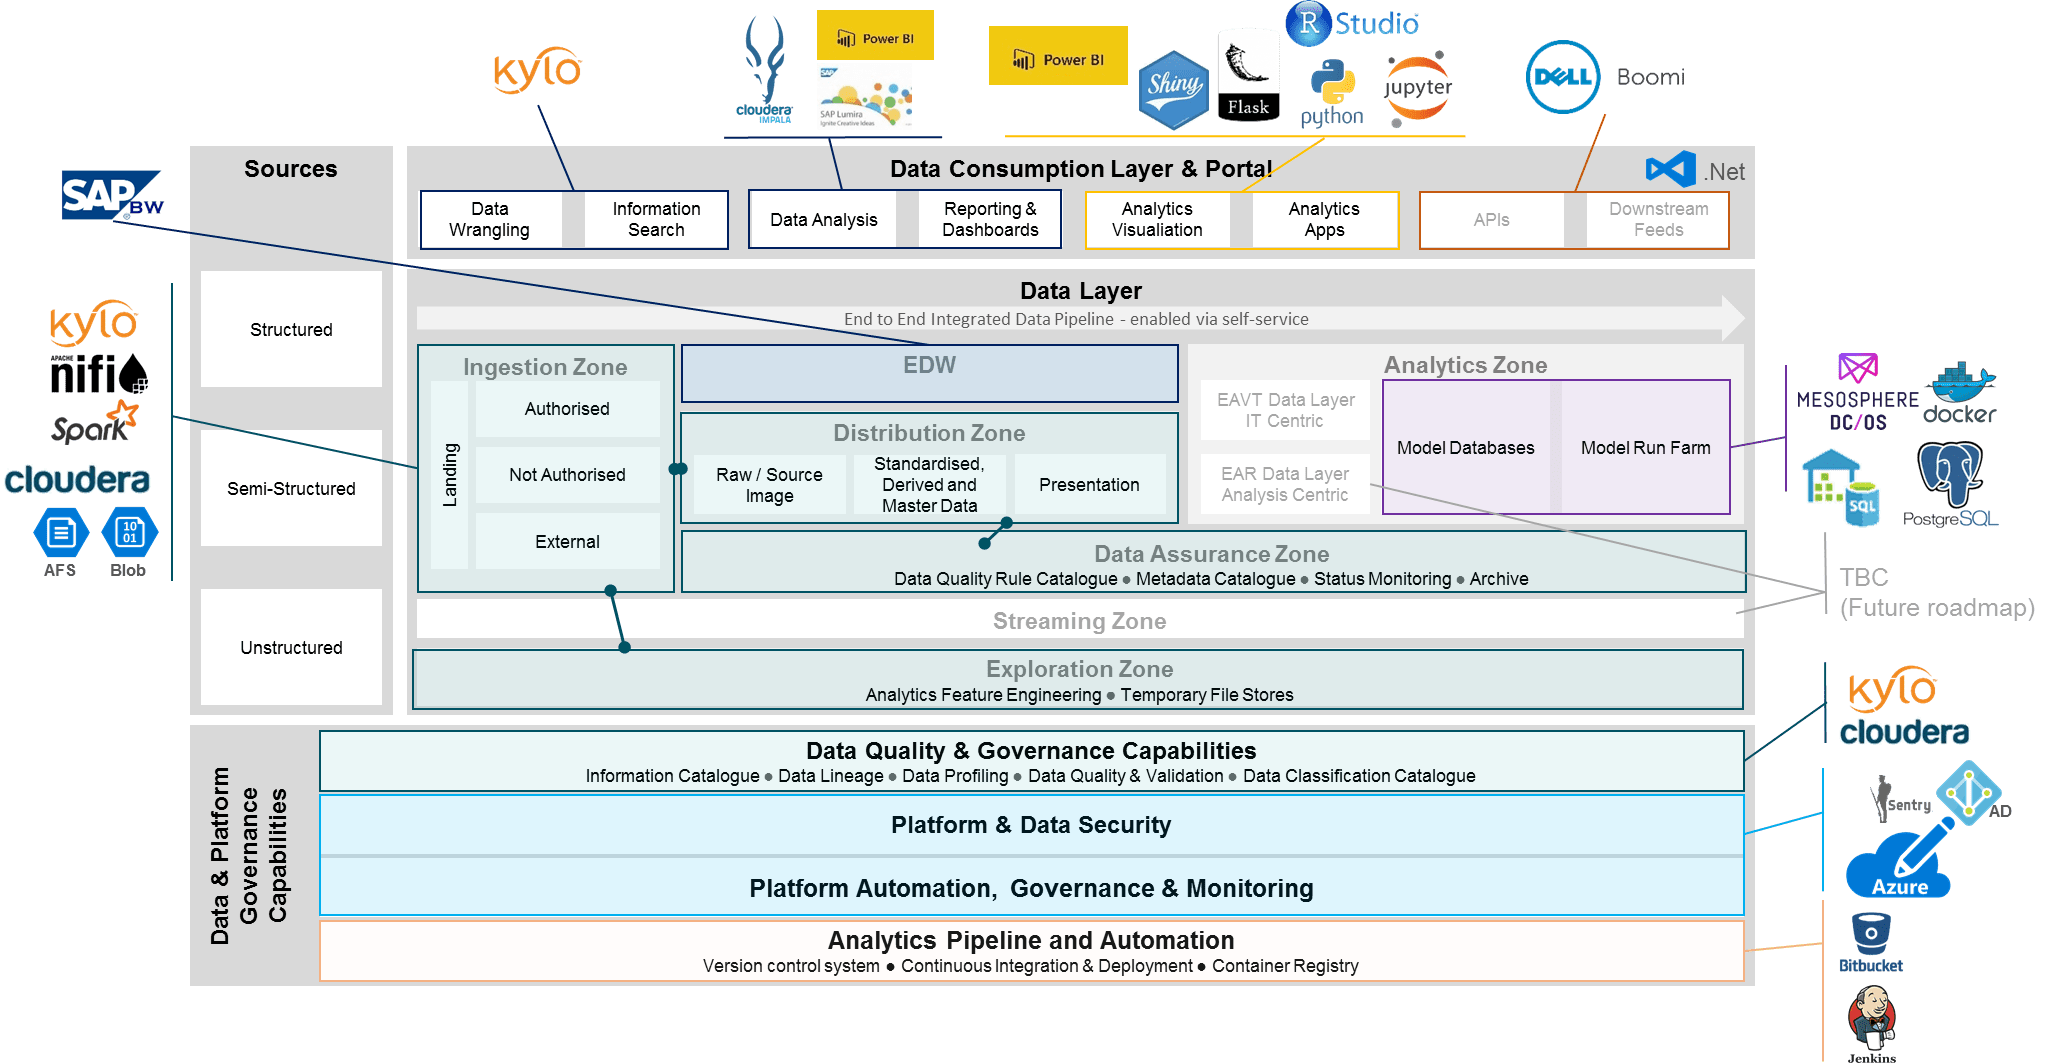 kylo
cloudera
IMPALA
Power BI
SAP
SAP Lumira
Ignite Creative Ideas
Power BI
Shiny
Flask
R Studio
python
jupyter
DELL
Boomi
SAP BW
Sources
Structured
Semi-Structured
Unstructured
Data Consumption Layer & Portal
.Net
Data
Wrangling
Information
Search
Data Analysis
Reporting &
Dashboards
Analytics
Visualiation
Analytics
Apps
APIs
Downstream
Feeds
kylo
APACHE
nifi
Spark
cloudera
10
01
AFS
Blob
Data Layer
End to End Integrated Data Pipeline - enabled via self-service
Ingestion Zone
Landing
Authorised
Not Authorised
External
EDW
Distribution Zone
Raw / Source
Image
Standardised,
Derived and
Master Data
Presentation
Analytics Zone
EAVT Data Layer
IT Centric
EAR Data Layer
Analysis Centric
Model Databases
Model Run Farm
Data Assurance Zone
Data Quality Rule Catalogue ● Metadata Catalogue ● Status Monitoring ● Archive
Streaming Zone
Exploration Zone
Analytics Feature Engineering ● Temporary File Stores
MESOSPHERE
DC/OS
docker
SQL
PostgreSQL
TBC
(Future roadmap)
Data & Platform
Governance
Capabilities
Data Quality & Governance Capabilities
Information Catalogue ● Data Lineage ● Data Profiling ● Data Quality & Validation ● Data Classification Catalogue
Platform & Data Security
Platform Automation, Governance & Monitoring
Analytics Pipeline and Automation
Version control system ● Continuous Integration & Deployment ● Container Registry
kylo
cloudera
Sentry
AD
Azure
Bitbucket
Jenkins